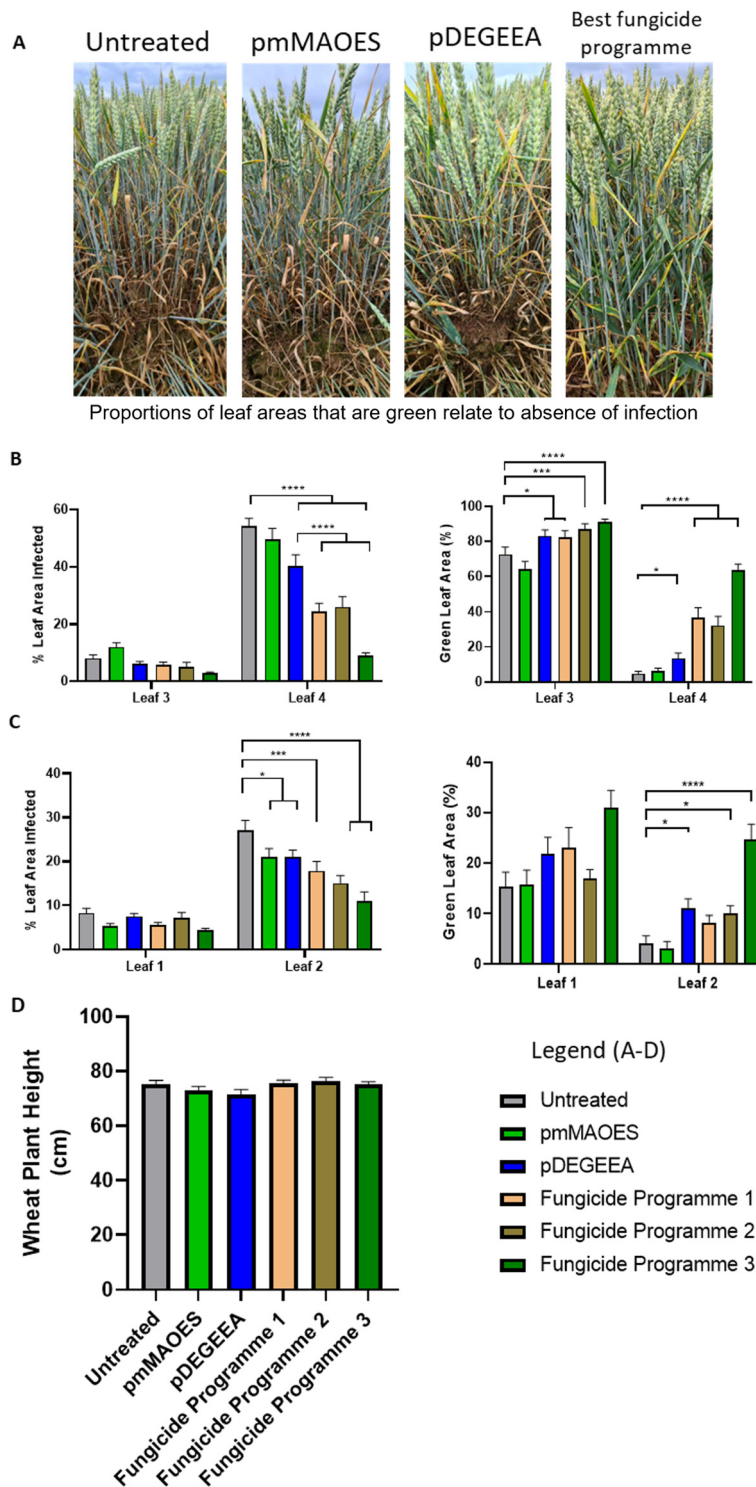 A
Untreated
pmMAOES
pDEGEEA
Best fungicide
programme
Proportions of leaf areas that are green relate to absence of infection
B
% Leaf Area Infected
60
40
20
0
Leaf 3
Leaf 4
****
****
Green Leaf Area (%)
100
80
60
40
20
0
Leaf 3
Leaf 4
****
***
*
****
*
C
% Leaf Area Infected
40
30
20
10
0
Leaf 1
Leaf 2
****
***
*
Green Leaf Area (%)
40
30
20
10
0
Leaf 1
Leaf 2
****
*
*
D
Wheat Plant Height
(cm)
100
80
60
40
20
0
Untreated
pmMAOES
pDEGEEA
Fungicide Programme 1
Fungicide Programme 2
Fungicide Programme 3
Legend (A-D)
Untreated
pmMAOES
pDEGEEA
Fungicide Programme 1
Fungicide Programme 2
Fungicide Programme 3